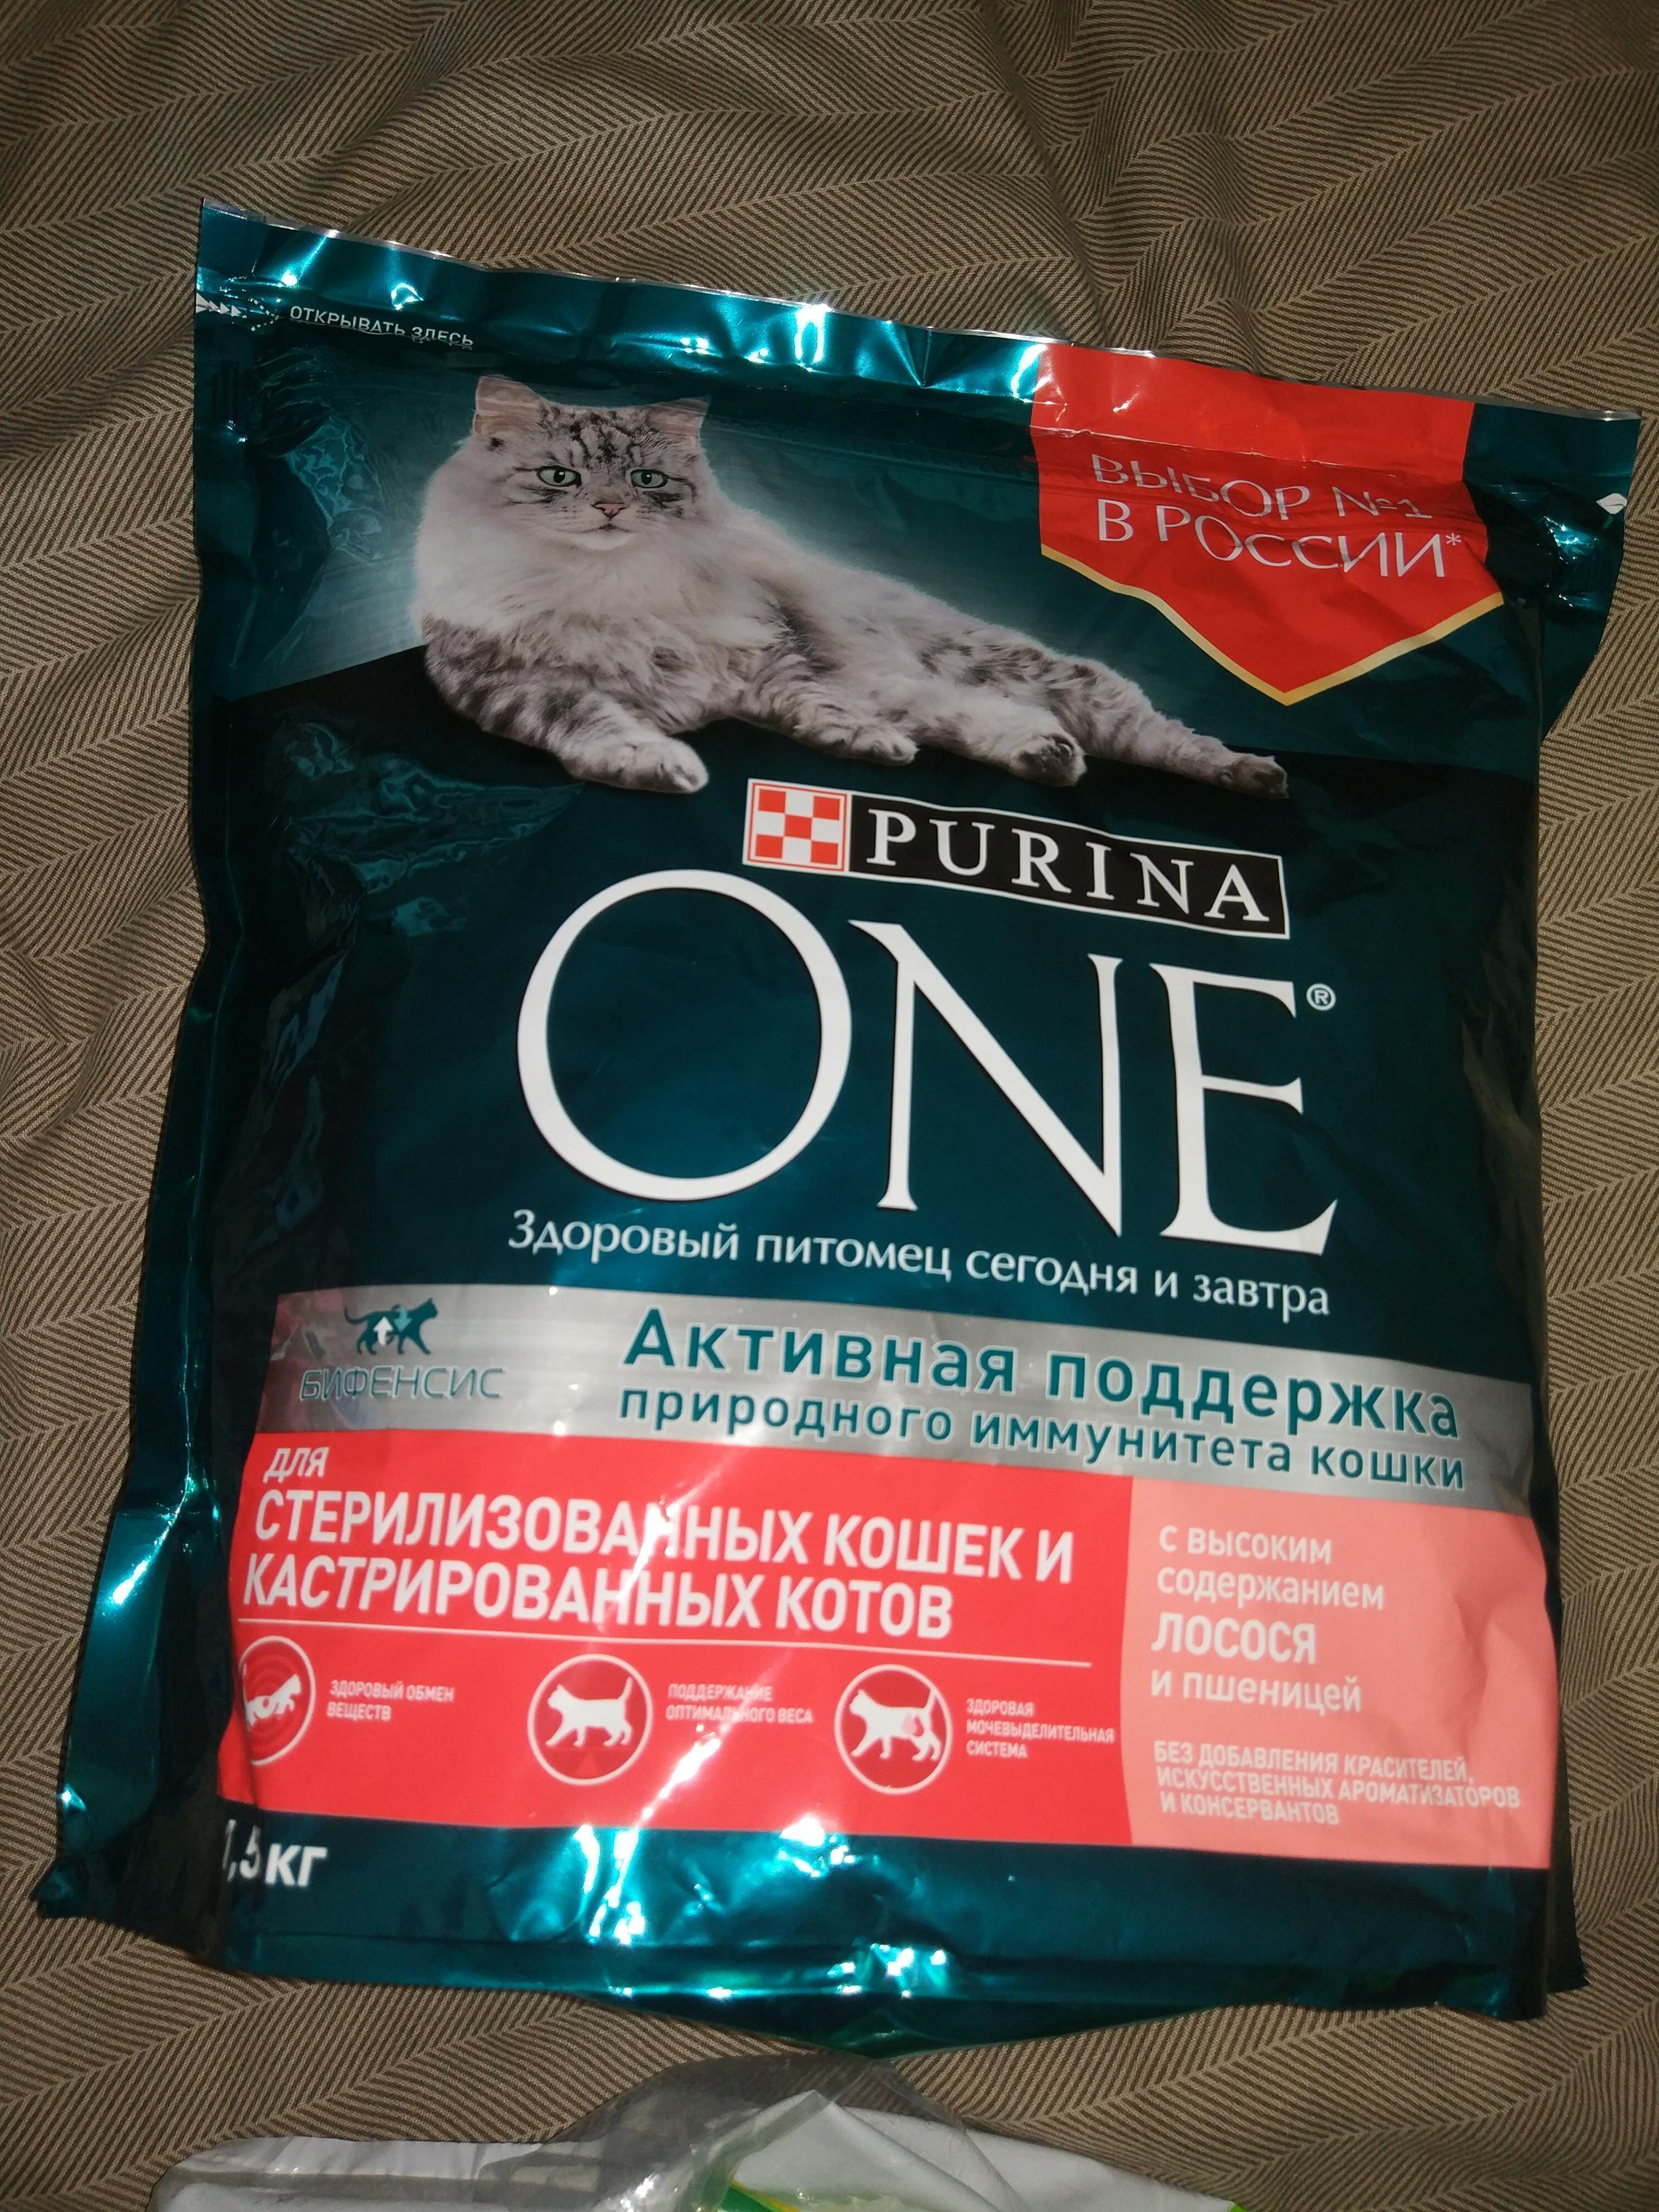 ОТКРЫВАТЬ ЗДЕСЬ
ВЫБОР №1
В РОССИИ*
PURINA
ONE®
Здоровый питомец сегодня и завтра
БИФЕНСИС
Активная поддержка
природного иммунитета кошки
ДЛЯ
СТЕРИЛИЗОВАННЫХ КОШЕК И
КАСТРИРОВАННЫХ КОТОВ
С ВЫСОКИМ
содержанием
ЛОСОСЯ
и пшеницей
ЗДОРОВЫЙ ОБМЕН
ВЕЩЕСТВ
ПОДДЕРЖАНИЕ
ОПТИМАЛЬНОГО ВЕСА
ЗДОРОВАЯ
МОЧЕВЫДЕЛИТЕЛЬНАЯ
СИСТЕМА
БЕЗ ДОБАВЛЕНИЯ КРАСИТЕЛЕЙ,
ИСКУССТВЕННЫХ АРОМАТИЗАТОРОВ
И КОНСЕРВАНТОВ
1,5 КГ